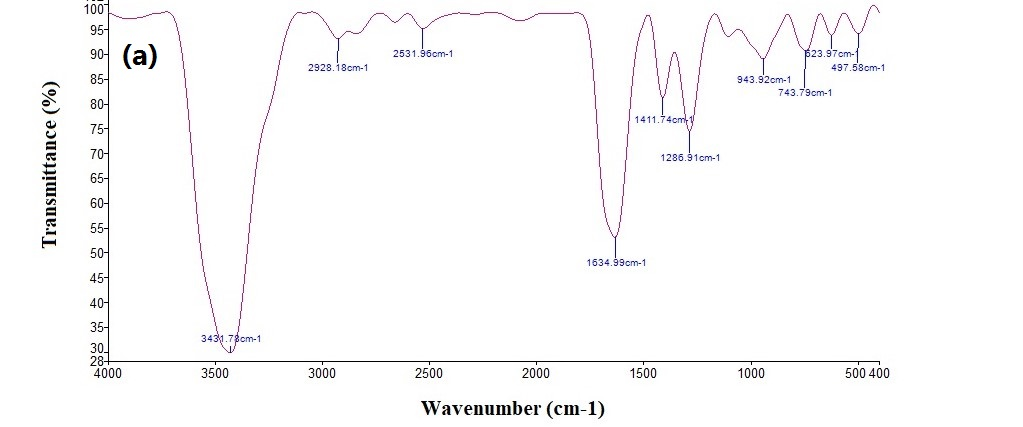 100
95
(a)
90
2928.18cm-1
2531.96cm-1
623.97cm-1
497.58cm-1
85
943.92cm-1
743.79cm-1
80
1411.74cm-1
75
1286.91cm-1
70
65
60
55
50
1634.99cm-1
45
40
35
3431.78cm-1
30
28
Transmittance (%)
4000 3500 3000 2500 2000 1500 1000 500 400
Wavenumber (cm-1)